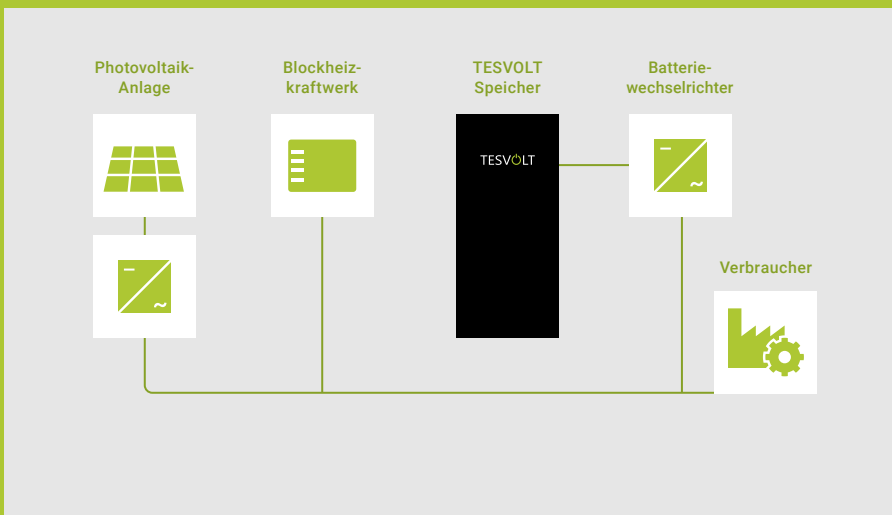 Photovoltaik-
Anlage
Blockheiz-
kraftwerk
TESVOLT
Speicher
Batterie-
wechselrichter
TESVOLT
Verbraucher